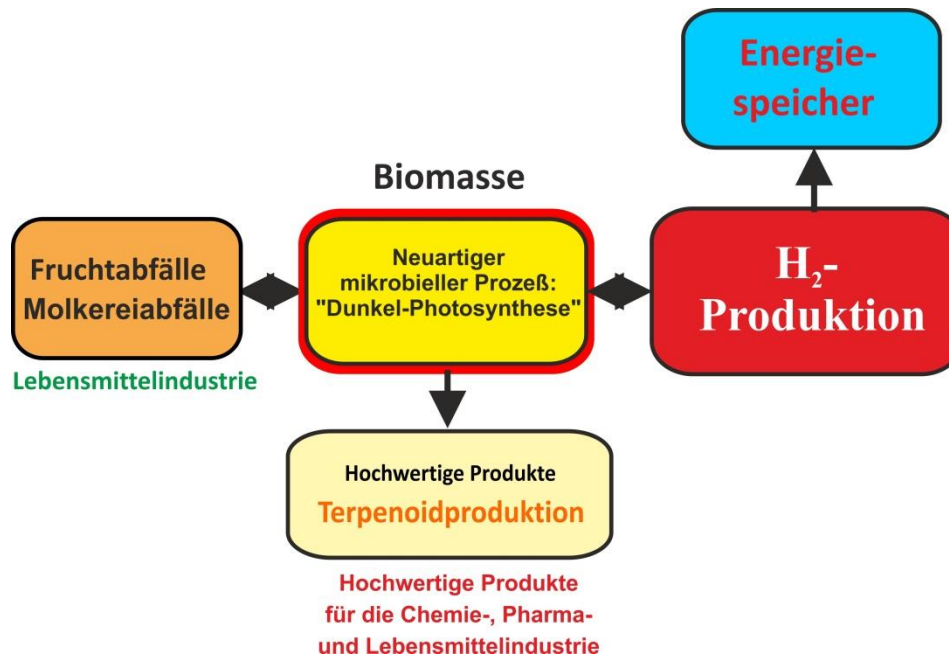 Energie-
speicher
Biomasse
Fruchtabfälle
Molkereiabfälle
Lebensmittelindustrie
Neuartiger
mikrobieller Prozeß:
"Dunkel-Photosynthese"
H₂-
Produktion
Hochwertige Produkte
Terpenoidproduktion
Hochwertige Produkte
für die Chemie-, Pharma-
und Lebensmittelindustrie